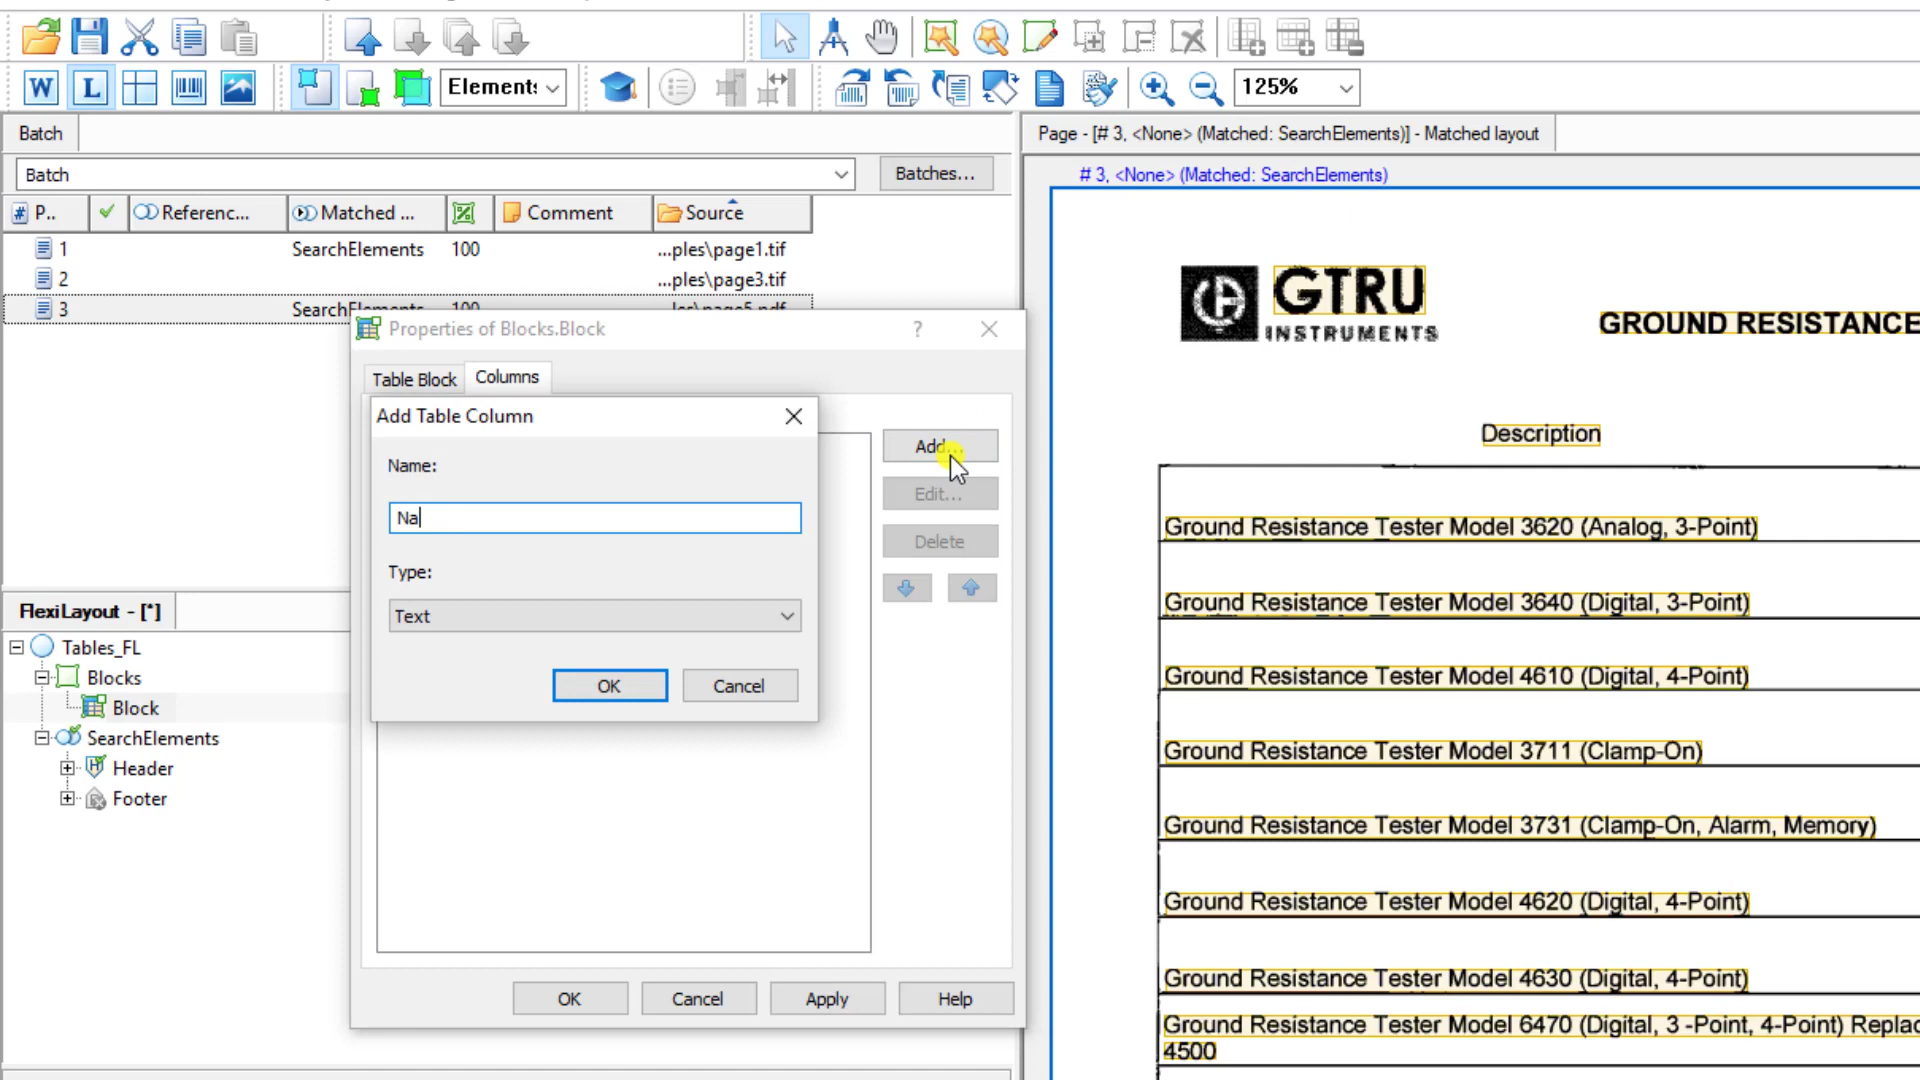 W
L
Elements
125%
Batch
Page - [# 3, <None> (Matched: SearchElements)] - Matched layout
Batch
Batches...
# 3, <None> (Matched: SearchElements)
# P..
Referenc...
Matched ...
Comment
Source
1 SearchElements 100 ...ples\page1.tif
2 ...ples\page3.tif
3 SearchElements 100 ...les\page5.pdf
Properties of Blocks.Block
?
Table Block
Columns
Add Table Column
Name:
Na
Type:
Text
OK
Cancel
Add...
Edit...
Delete
OK
Cancel
Apply
Help
FlexiLayout - [*]
Tables_FL
Blocks
Block
SearchElements
Header
Footer
GTRU
INSTRUMENTS
GROUND RESISTANCE
Description
Ground Resistance Tester Model 3620 (Analog, 3-Point)
Ground Resistance Tester Model 3640 (Digital, 3-Point)
Ground Resistance Tester Model 4610 (Digital, 4-Point)
Ground Resistance Tester Model 3711 (Clamp-On)
Ground Resistance Tester Model 3731 (Clamp-On, Alarm, Memory)
Ground Resistance Tester Model 4620 (Digital, 4-Point)
Ground Resistance Tester Model 4630 (Digital, 4-Point)
Ground Resistance Tester Model 6470 (Digital, 3 -Point, 4-Point) Replac
4500